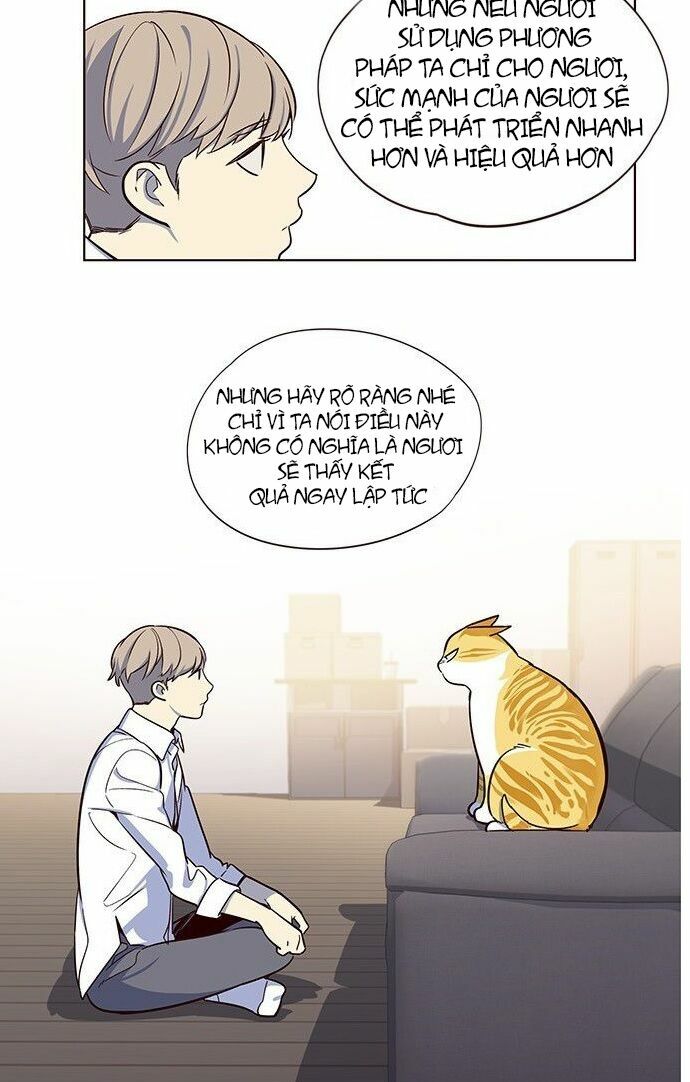 NHƯNG NẾU NGƯƠI
SỬ DỤNG PHƯƠNG
PHÁP TA CHỈ CHO NGƯƠI,
SỨC MẠNH CỦA NGƯƠI SẼ
CÓ THỂ PHÁT TRIỂN NHANH
HƠN VÀ HIỆU QUẢ HƠN
NHƯNG HÃY RÕ RÀNG NHÉ
CHỈ VÌ TA NÓI ĐIỀU NÀY
KHÔNG CÓ NGHĨA LÀ NGƯƠI
SẼ THẤY KẾT
QUẢ NGAY LẬP TỨC